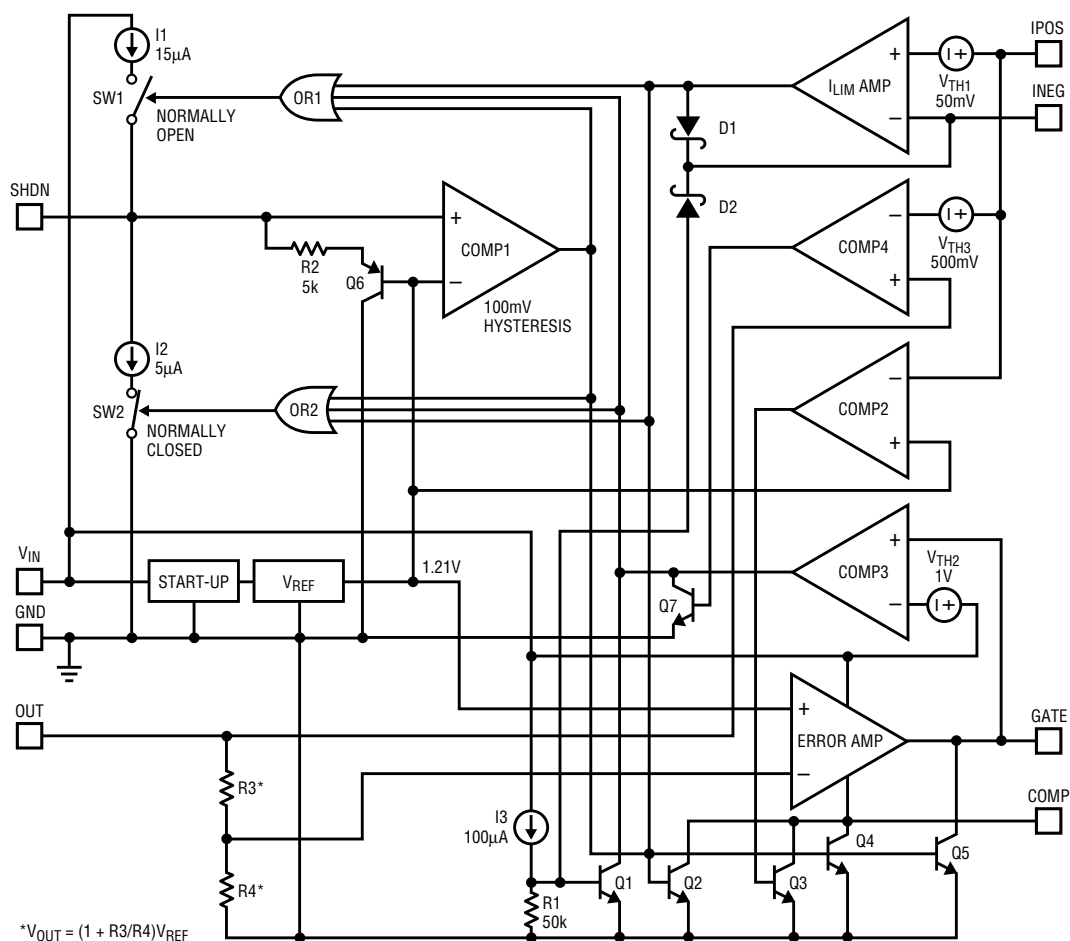 I1
15µA
SW1
NORMALLY
OPEN
OR1
ILIM AMP
+
−
I+
VTH1
50mV
IPOS
INEG
D1
D2
SHDN
+
−
COMP1
100mV
HYSTERESIS
R2
5k
Q6
COMP4
−
+
I+
VTH3
500mV
I2
5µA
SW2
NORMALLY
CLOSED
OR2
COMP2
−
+
VIN
GND
START-UP
VREF
1.21V
Q7
COMP3
+
−
VTH2
1V
I+
OUT
R3*
R4*
+
−
ERROR AMP
GATE
COMP
I3
100µA
R1
50k
Q1
Q2
Q3
Q4
Q5
*VOUT = (1 + R3/R4)VREF